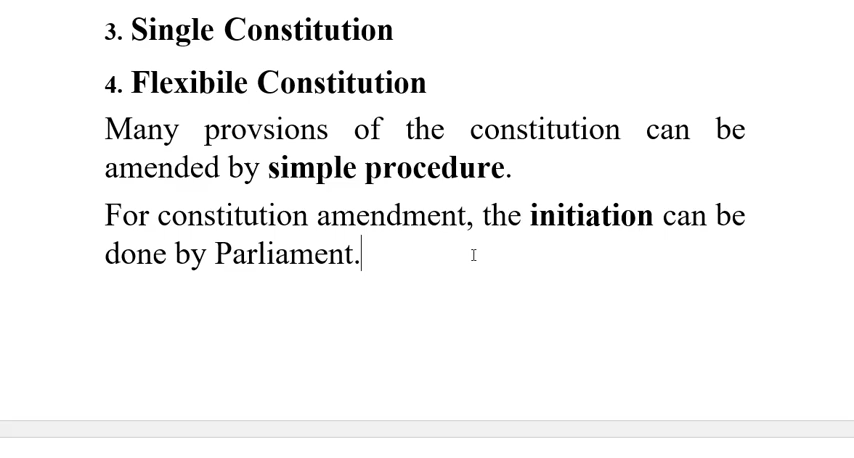 3. Single Constitution
4. Flexibile Constitution
Many provsions of the constitution can be
amended by simple procedure.
For constitution amendment, the initiation can be
done by Parliament.